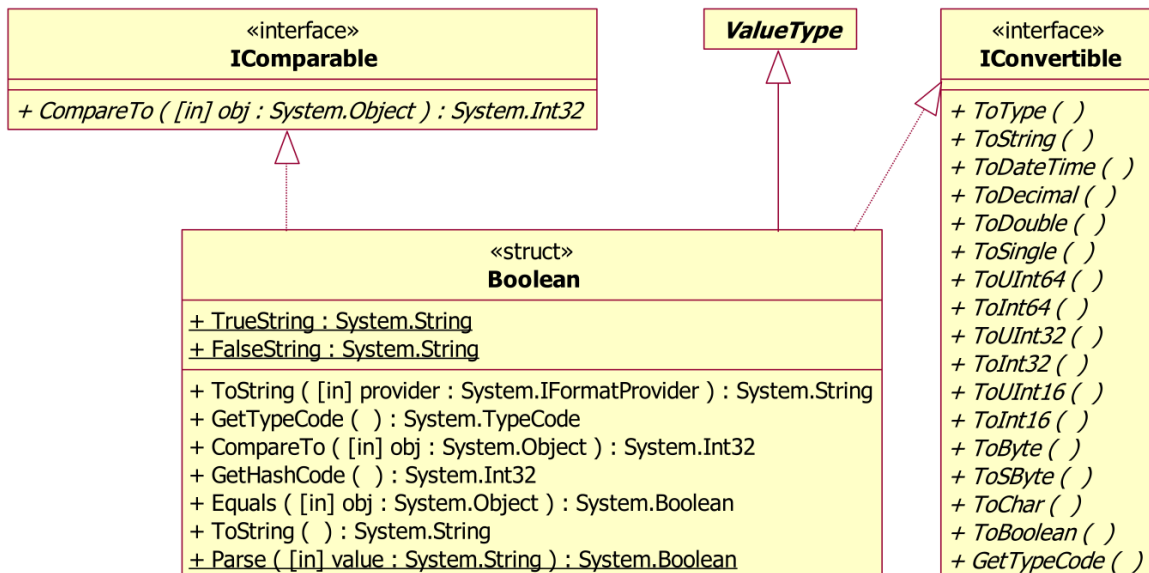 «interface»
IComparable
+ CompareTo ( [in] obj : System.Object ) : System.Int32
ValueType
«interface»
IConvertible
+ ToType ( )
+ ToString ( )
+ ToDateTime ( )
+ ToDecimal ( )
+ ToDouble ( )
+ ToSingle ( )
+ ToUInt64 ( )
+ ToInt64 ( )
+ ToUInt32 ( )
+ ToInt32 ( )
+ ToUInt16 ( )
+ ToInt16 ( )
+ ToByte ( )
+ ToSByte ( )
+ ToChar ( )
+ ToBoolean ( )
+ GetTypeCode ( )
«struct»
Boolean
+ TrueString : System.String
+ FalseString : System.String
+ ToString ( [in] provider : System.IFormatProvider ) : System.String
+ GetTypeCode ( ) : System.TypeCode
+ CompareTo ( [in] obj : System.Object ) : System.Int32
+ GetHashCode ( ) : System.Int32
+ Equals ( [in] obj : System.Object ) : System.Boolean
+ ToString ( ) : System.String
+ Parse ( [in] value : System.String ) : System.Boolean